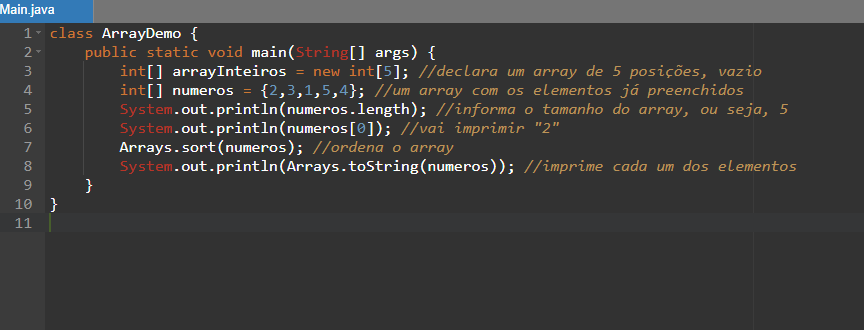 Main.java
1 class ArrayDemo {
2 public static void main(String[] args) {
3 int[] arrayInteiros = new int[5]; //declara um array de 5 posições, vazio
4 int[] numeros = {2,3,1,5,4}; //um array com os elementos já preenchidos
5 System.out.println(numeros.length); //informa o tamanho do array, ou seja, 5
6 System.out.println(numeros[0]); //vai imprimir "2"
7 Arrays.sort(numeros); //ordena o array
8 System.out.println(Arrays.toString(numeros)); //imprime cada um dos elementos
9 }
10 }
11